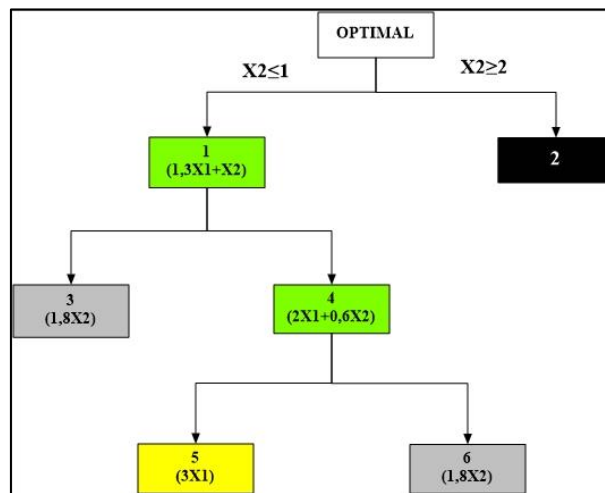 OPTIMAL
X2≤1
X2≥2
1
(1,3X1+X2)
2
3
(1,8X2)
4
(2X1+0,6X2)
5
(3X1)
6
(1,8X2)